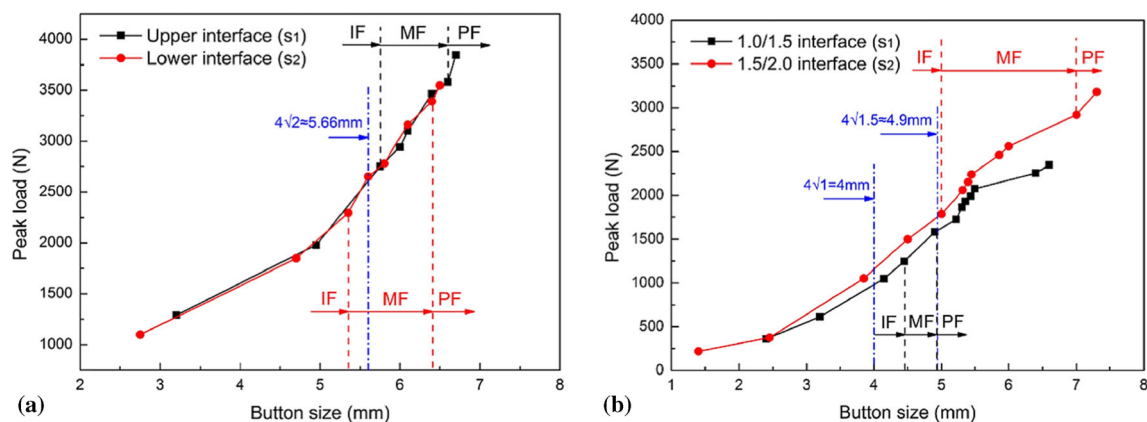 IF MF PF
Upper interface (s1)
Lower interface (s2)
4√2≈5.66mm
IF MF PF
4000
3500
3000
2500
2000
1500
1000
Peak load (N)
2 3 4 5 6 7 8
Button size (mm)
(a)
1.0/1.5 interface (s1)
1.5/2.0 interface (s2)
IF MF PF
4√1.5≈4.9mm
4√1=4mm
IF MF PF
4000
3500
3000
2500
2000
1500
1000
500
0
Peak load (N)
1 2 3 4 5 6 7 8
Button size (mm)
(b)